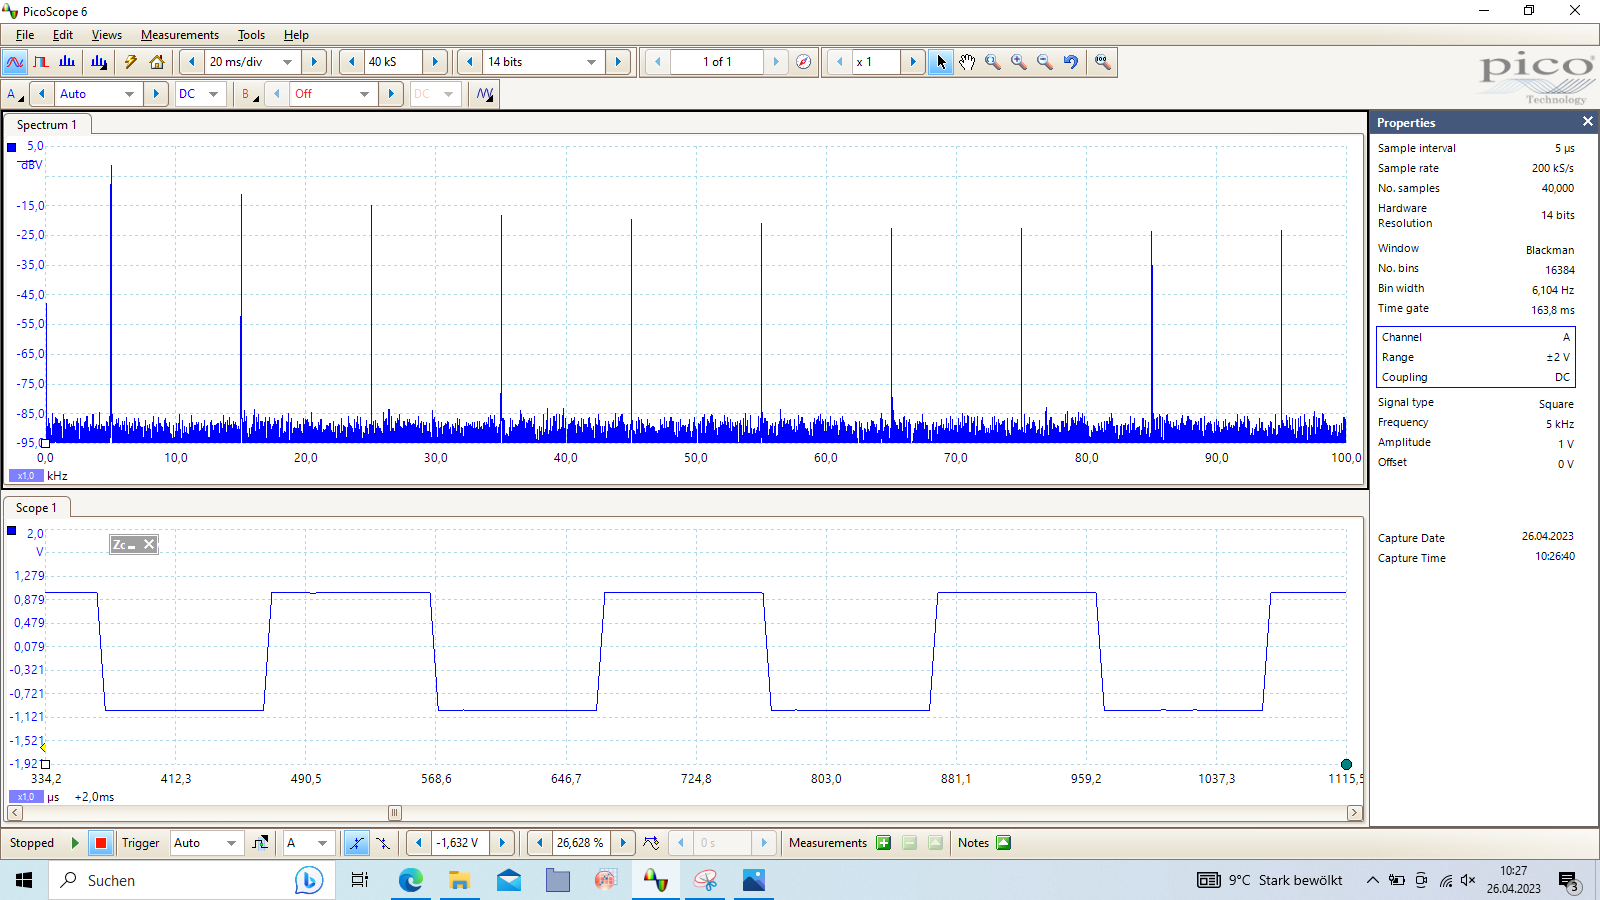 PicoScope 6
File Edit Views Measurements Tools Help
20 ms/div 40 kS 14 bits 1 of 1 x 1
A Auto DC B Off DC
pico
Technology
Spectrum 1
5,0
dBV
-15,0
-25,0
-35,0
-45,0
-55,0
-65,0
-75,0
-85,0
-95,0
0,0 10,0 20,0 30,0 40,0 50,0 60,0 70,0 80,0 90,0 100,0
x1,0 kHz
Scope 1
2,0
V
Zc
1,279
0,879
0,479
0,079
-0,321
-0,721
-1,121
-1,521
-1,921
334,2 412,3 490,5 568,6 646,7 724,8 803,0 881,1 959,2 1037,3 1115,5
x1,0 µs +2,0ms
Properties
Sample interval 5 µs
Sample rate 200 kS/s
No. samples 40,000
Hardware
Resolution 14 bits
Window Blackman
No. bins 16384
Bin width 6,104 Hz
Time gate 163,8 ms
Channel A
Range ±2 V
Coupling DC
Signal type Square
Frequency 5 kHz
Amplitude 1 V
Offset 0 V
Capture Date 26.04.2023
Capture Time 10:26:40
Stopped Trigger Auto A -1,632 V 26,628 % 0 s Measurements Notes
Suchen
9°C Stark bewölkt
10:27
26.04.2023
3